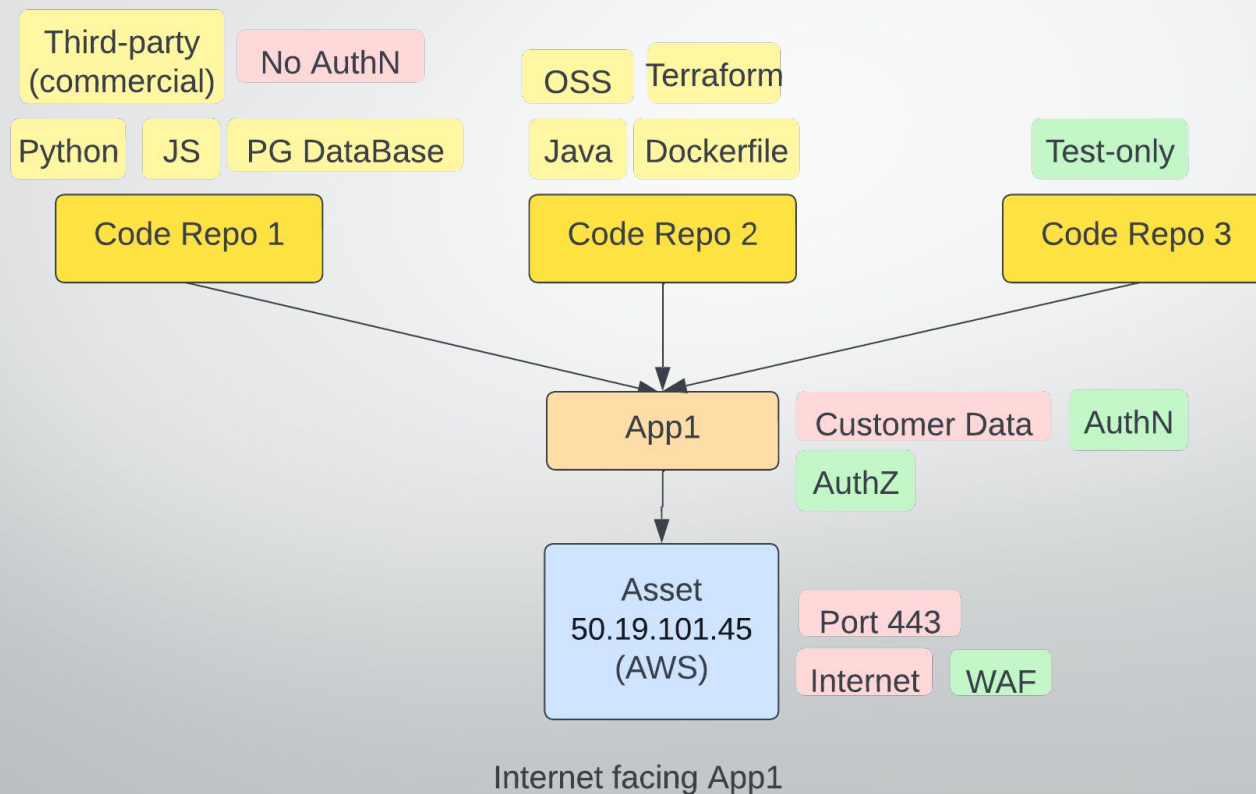 Third-party
(commercial)
No AuthN
OSS
Terraform
Python
JS
PG DataBase
Java
Dockerfile
Test-only
Code Repo 1
Code Repo 2
Code Repo 3
App1
Customer Data
AuthN
AuthZ
Asset
50.19.101.45
(AWS)
Port 443
Internet
WAF
Internet facing App1